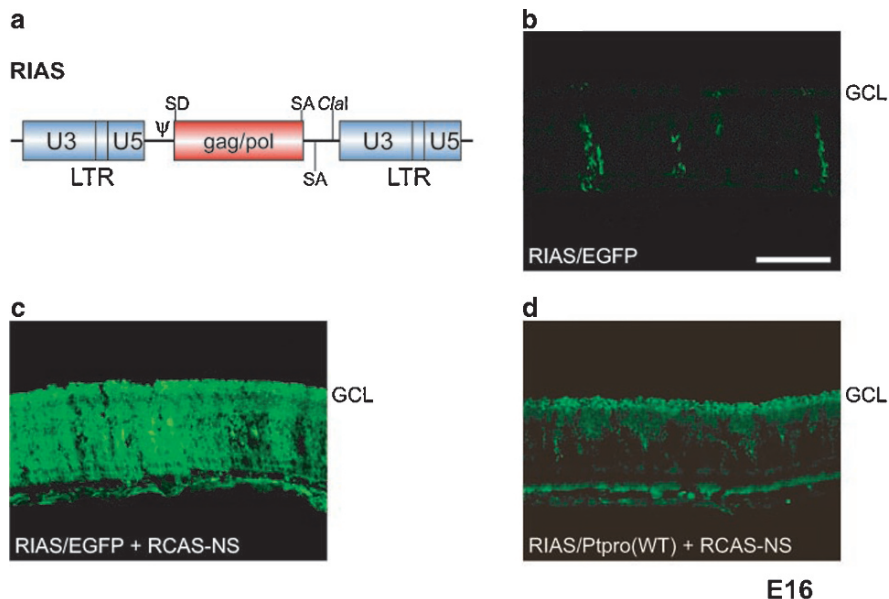 a
RIAS
SD
SA ClaI
U3
U5
Ψ
gag/pol
U3
U5
LTR
SA
LTR
b
GCL
RIAS/EGFP
c
GCL
RIAS/EGFP + RCAS-NS
d
GCL
RIAS/Ptpro(WT) + RCAS-NS
E16